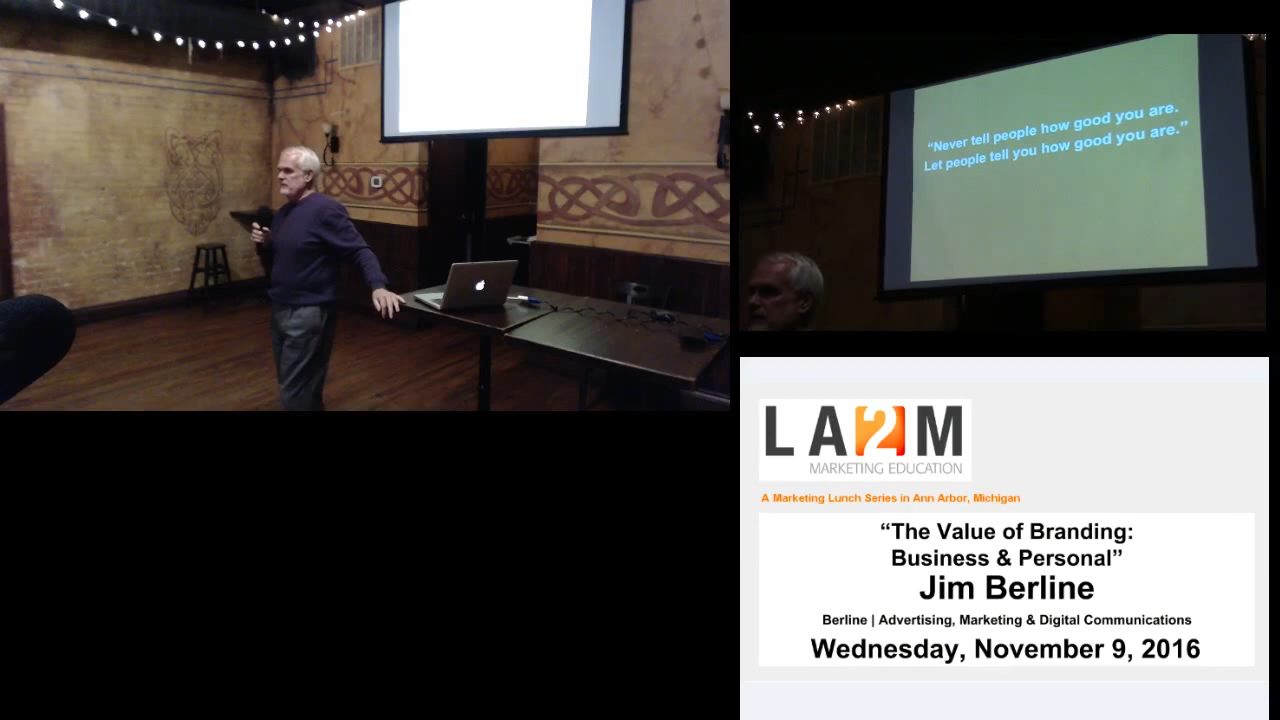 “Never tell people how good you are.
Let people tell you how good you are.”
LA2M
MARKETING EDUCATION
A Marketing Lunch Series in Ann Arbor, Michigan
“The Value of Branding:
Business & Personal”
Jim Berline
Berline | Advertising, Marketing & Digital Communications
Wednesday, November 9, 2016